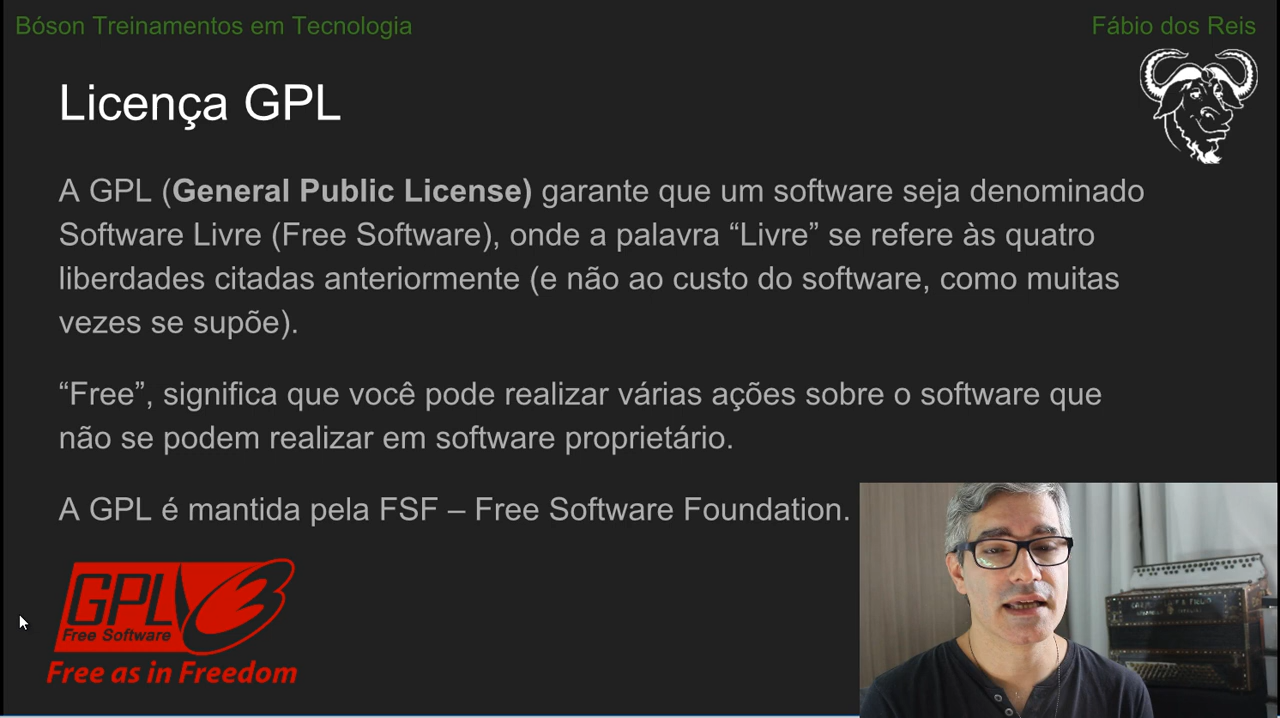 Bóson Treinamentos em Tecnologia
Fábio dos Reis
Licença GPL
A GPL (General Public License) garante que um software seja denominado
Software Livre (Free Software), onde a palavra “Livre” se refere às quatro
liberdades citadas anteriormente (e não ao custo do software, como muitas
vezes se supõe).
“Free”, significa que você pode realizar várias ações sobre o software que
não se podem realizar em software proprietário.
A GPL é mantida pela FSF – Free Software Foundation.
GPL 3
Free Software
Free as in Freedom